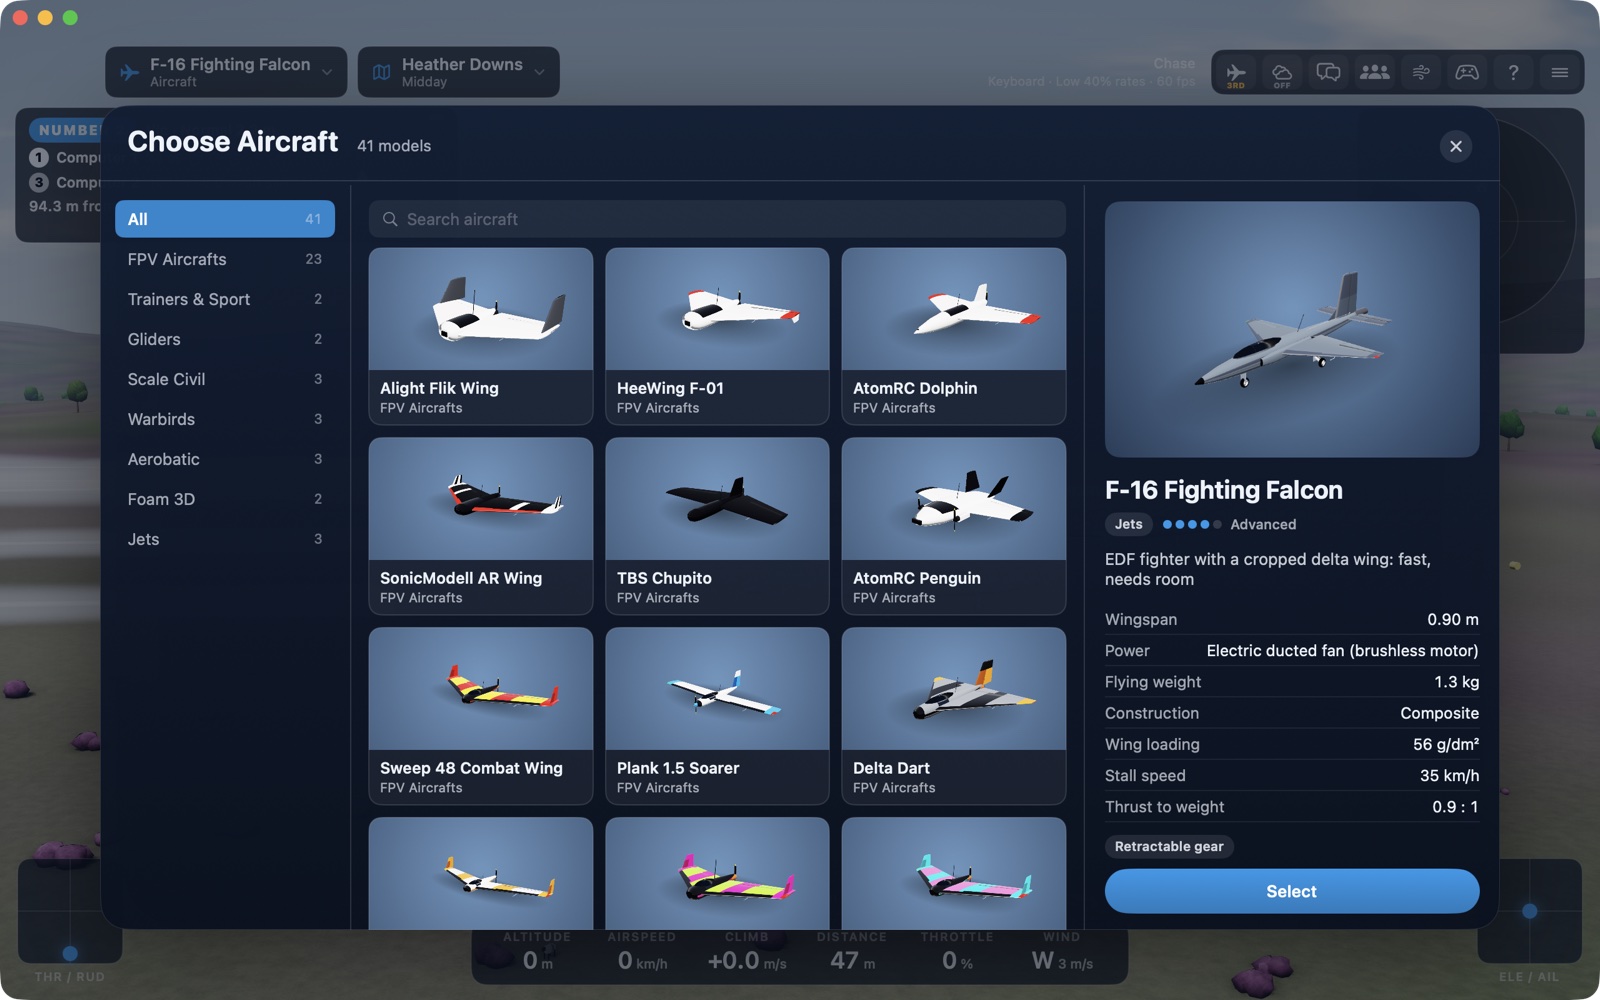 F-16 Fighting Falcon
Aircraft
Heather Downs
Midday
Chase
Keyboard · Low 40% rates · 60 fps
3RD
OFF
?
NUMBE
1 Compu
3 Compu
94.3 m fro
Choose Aircraft 41 models
All 41
FPV Aircrafts 23
Trainers & Sport 2
Gliders 2
Scale Civil 3
Warbirds 3
Aerobatic 3
Foam 3D 2
Jets 3
Search aircraft
Alight Flik Wing
FPV Aircrafts
HeeWing F-01
FPV Aircrafts
AtomRC Dolphin
FPV Aircrafts
SonicModell AR Wing
FPV Aircrafts
TBS Chupito
FPV Aircrafts
AtomRC Penguin
FPV Aircrafts
Sweep 48 Combat Wing
FPV Aircrafts
Plank 1.5 Soarer
FPV Aircrafts
Delta Dart
FPV Aircrafts
F-16 Fighting Falcon
Jets Advanced
EDF fighter with a cropped delta wing: fast,
needs room
Wingspan 0.90 m
Power Electric ducted fan (brushless motor)
Flying weight 1.3 kg
Construction Composite
Wing loading 56 g/dm²
Stall speed 35 km/h
Thrust to weight 0.9 : 1
Retractable gear
Select
ALTITUDE AIRSPEED CLIMB DISTANCE THROTTLE WIND
0 m 0 km/h +0.0 m/s 47 m 0 % W 3 m/s
THR / RUD
ELE / AIL